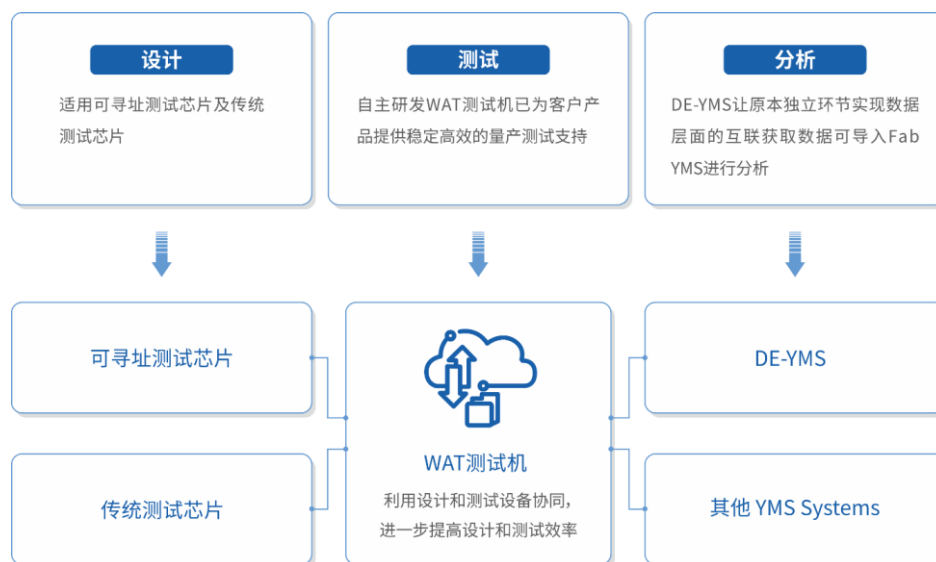 设计
适用可寻址测试芯片及传统
测试芯片
测试
自主研发WAT测试机已为客户产
品提供稳定高效的量产测试支持
分析
DE-YMS让原本独立环节实现数据
层面的互联获取数据可导入Fab
YMS进行分析
可寻址测试芯片
传统测试芯片
WAT测试机
利用设计和测试设备协同，
进一步提高设计和测试效率
DE-YMS
其他 YMS Systems